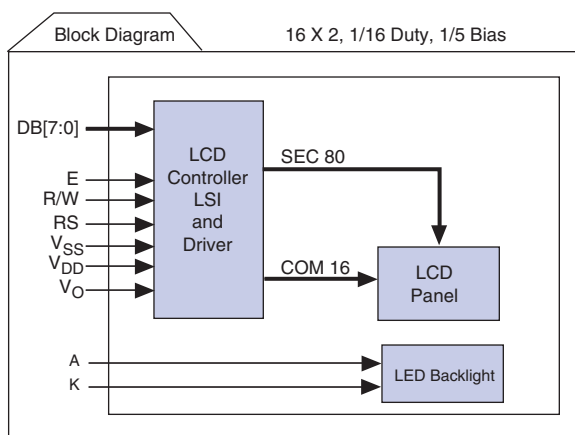 Block Diagram
16 X 2, 1/16 Duty, 1/5 Bias
DB[7:0]
E
R/W
RS
VSS
VDD
VO
LCD
Controller
LSI
and
Driver
SEC 80
COM 16
LCD
Panel
A
K
LED Backlight